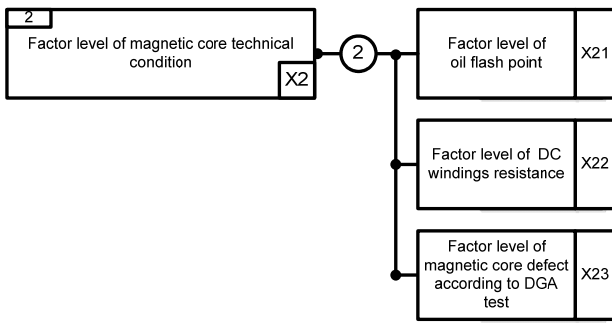 2
Factor level of magnetic core technical
condition
X2
2
Factor level of
oil flash point
X21
Factor level of DC
windings resistance
X22
Factor level of
magnetic core defect
according to DGA
test
X23